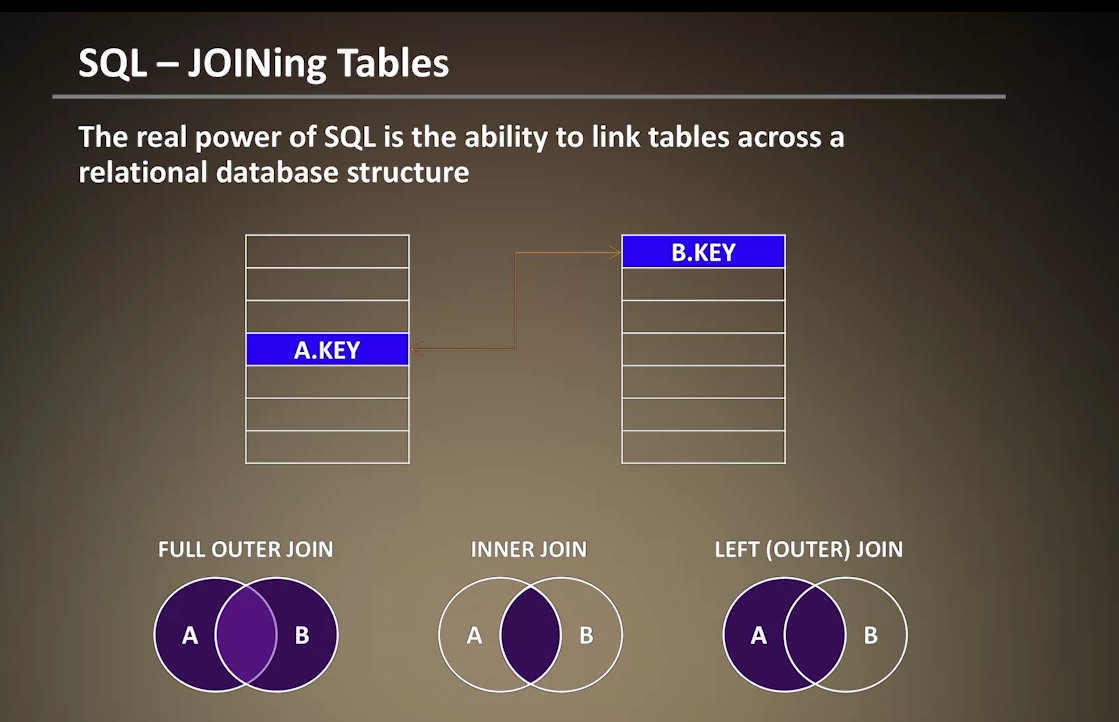 SQL – JOINing Tables
The real power of SQL is the ability to link tables across a
relational database structure
B.KEY
A.KEY
FULL OUTER JOIN
INNER JOIN
LEFT (OUTER) JOIN
A
B
A
B
A
B